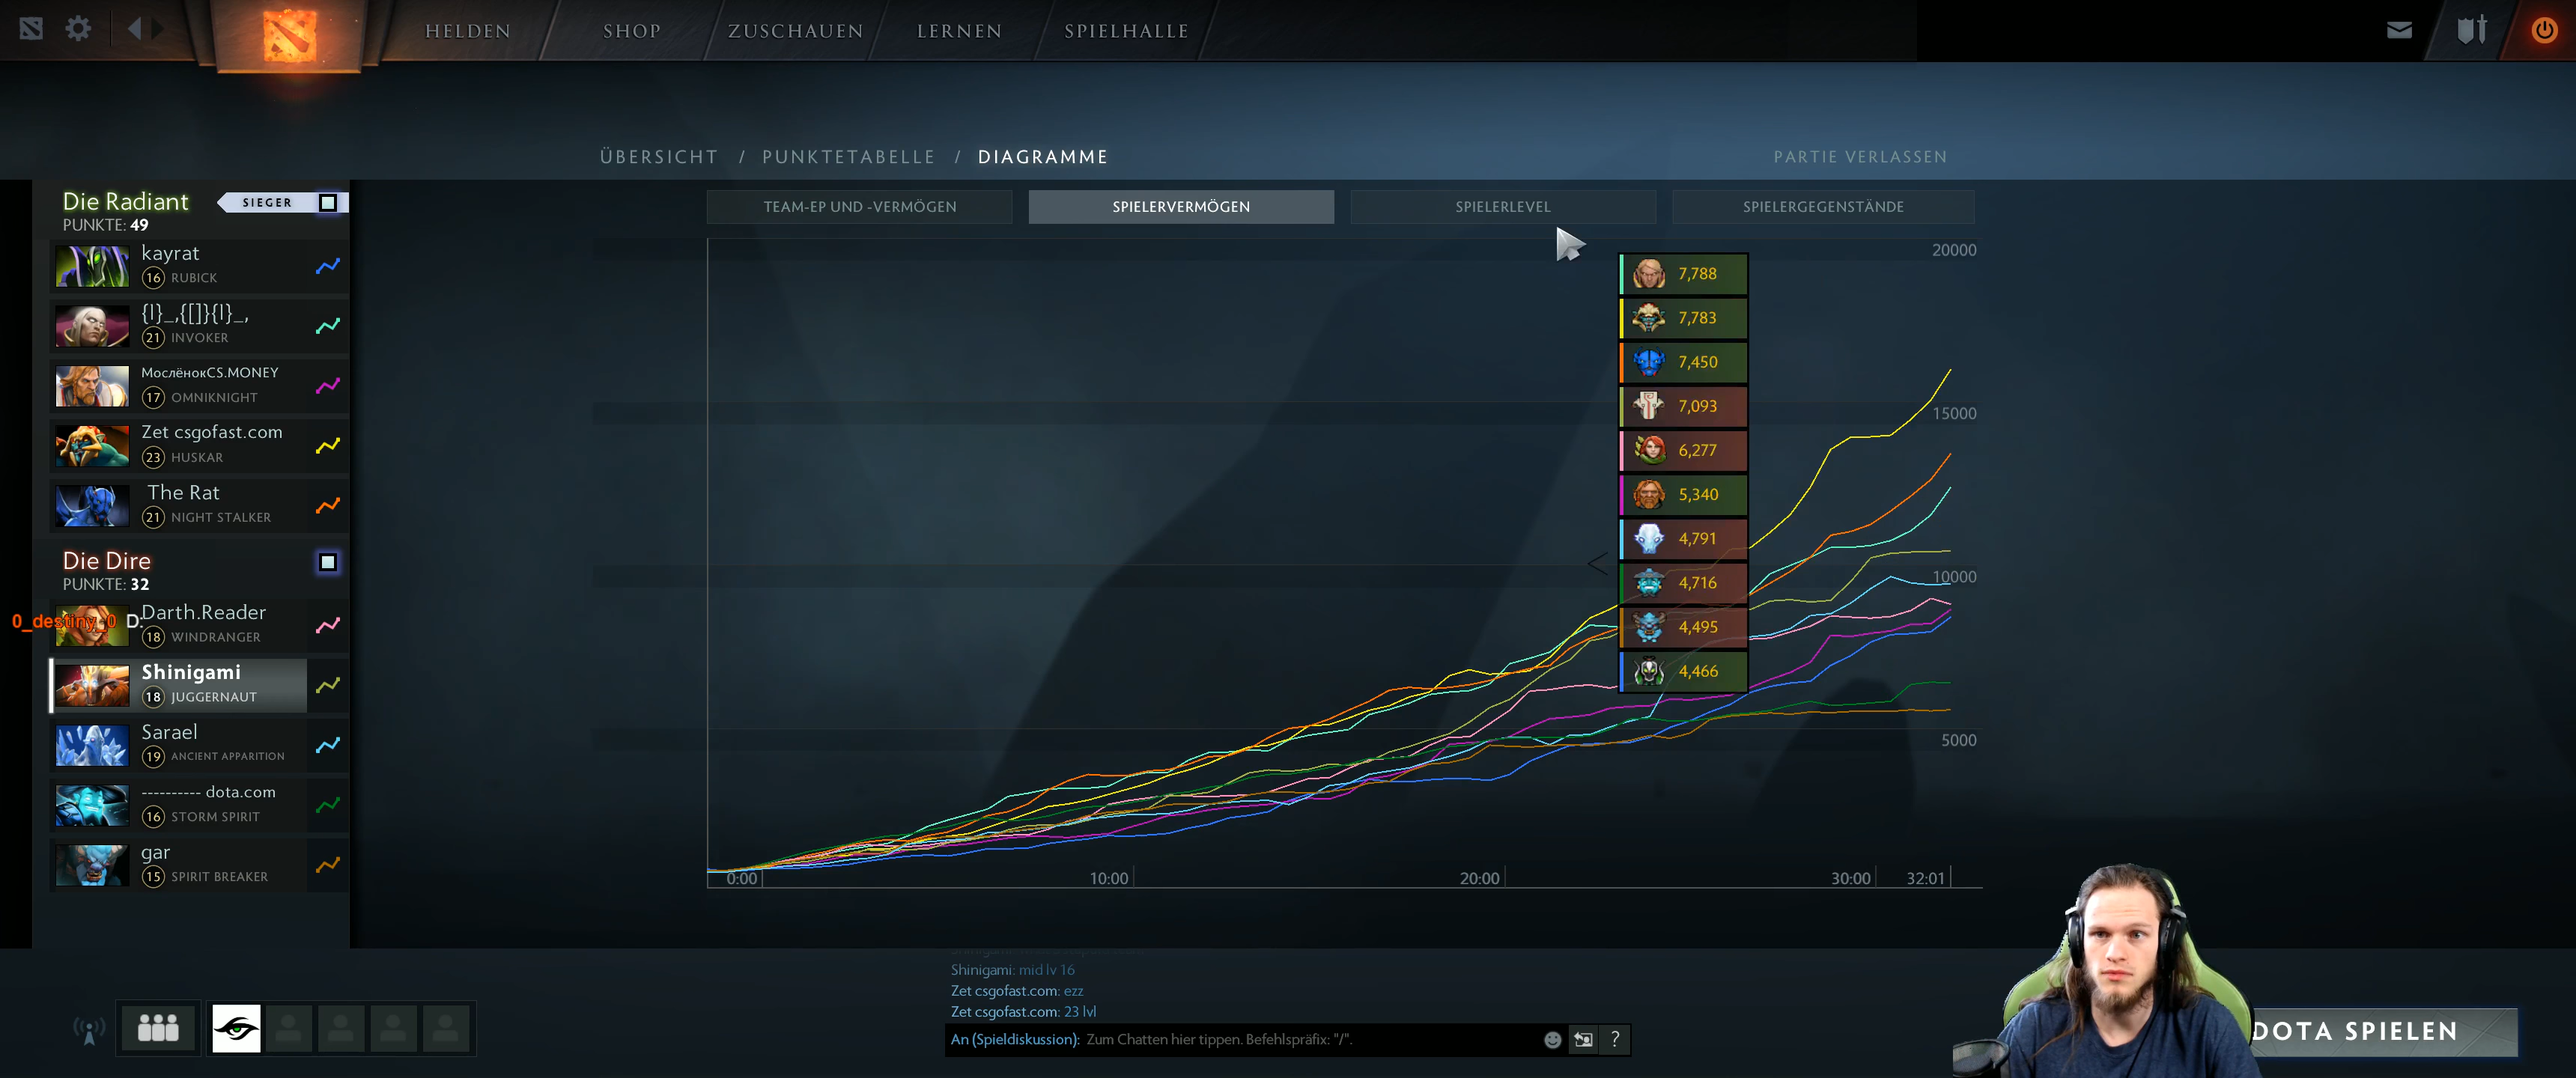 HELDEN
SHOP
ZUSCHAUEN
LERNEN
SPIELHALLE
ÜBERSICHT / PUNKTETABELLE / DIAGRAMME
PARTIE VERLASSEN
Die Radiant
SIEGER
PUNKTE: 49
kayrat
16 RUBICK
{|}_,{[]}{|}_,
21 INVOKER
МослёнокCS.MONEY
17 OMNIKNIGHT
Zet csgofast.com
23 HUSKAR
The Rat
21 NIGHT STALKER
Die Dire
PUNKTE: 32
Darth.Reader
0_destiny_0 D:
18 WINDRANGER
Shinigami
18 JUGGERNAUT
Sarael
19 ANCIENT APPARITION
---------- dota.com
16 STORM SPIRIT
gar
15 SPIRIT BREAKER
TEAM-EP UND -VERMÖGEN
SPIELERVERMÖGEN
SPIELERLEVEL
SPIELERGEGENSTÄNDE
20000
15000
10000
5000
7,788
7,783
7,450
7,093
6,277
5,340
4,791
4,716
4,495
4,466
<
0:00
10:00
20:00
30:00
32:01
Shinigami: mid lv 16
Zet csgofast.com: ezz
Zet csgofast.com: 23 lvl
An (Spieldiskussion): Zum Chatten hier tippen. Befehlspräfix: "/".
?
DOTA SPIELEN